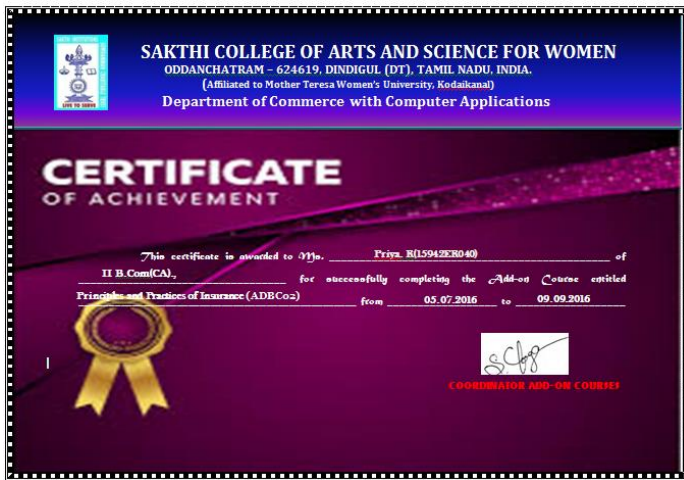 SAKTHI COLLEGE OF ARTS AND SCIENCE FOR WOMEN
ODDANCHATRAM – 624619, DINDIGUL (DT), TAMIL NADU, INDIA.
(Affiliated to Mother Teresa Women's University, Kodaikanal)
Department of Commerce with Computer Applications
CERTIFICATE
OF ACHIEVEMENT
This certificate is awarded to Ms. Priya. R(15942ER040) of
II B.Com(CA)., for successfully completing the Add-on Course entitled
Principles and Practices of Insurance (ADBC02) from 05.07.2016 to 09.09.2016
COORDINATOR ADD-ON COURSES
LIVE TO SERVE